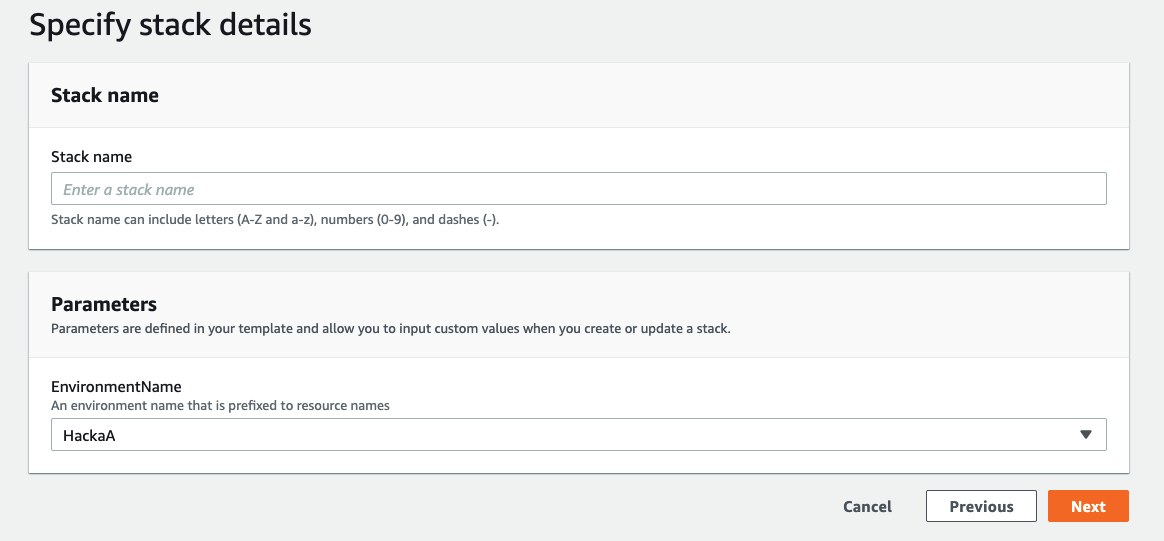 Specify stack details
Stack name
Stack name
Enter a stack name
Stack name can include letters (A-Z and a-z), numbers (0-9), and dashes (-).
Parameters
Parameters are defined in your template and allow you to input custom values when you create or update a stack.
EnvironmentName
An environment name that is prefixed to resource names
HackaA
Cancel Previous Next